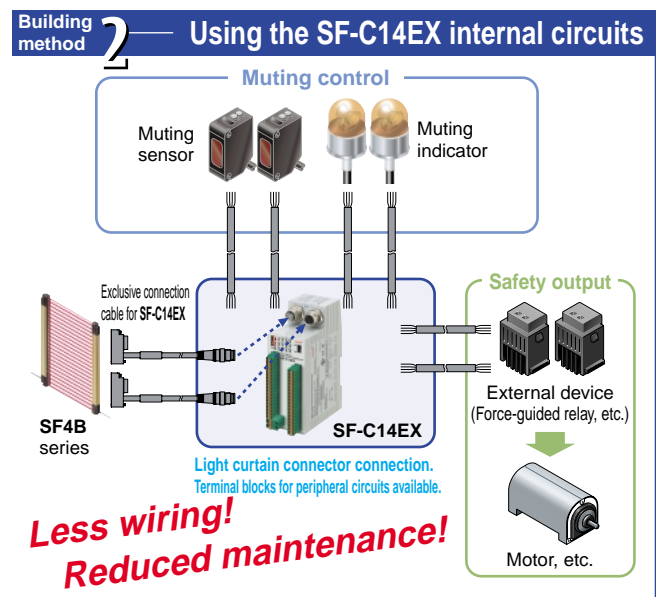 Building
method
2
Using the SF-C14EX internal circuits
Muting control
Muting
sensor
Muting
indicator
Exclusive connection
cable for SF-C14EX
SF4B
series
SF-C14EX
Light curtain connector connection.
Terminal blocks for peripheral circuits available.
Safety output
External device
(Force-guided relay, etc.)
Motor, etc.
Less wiring!
Reduced maintenance!